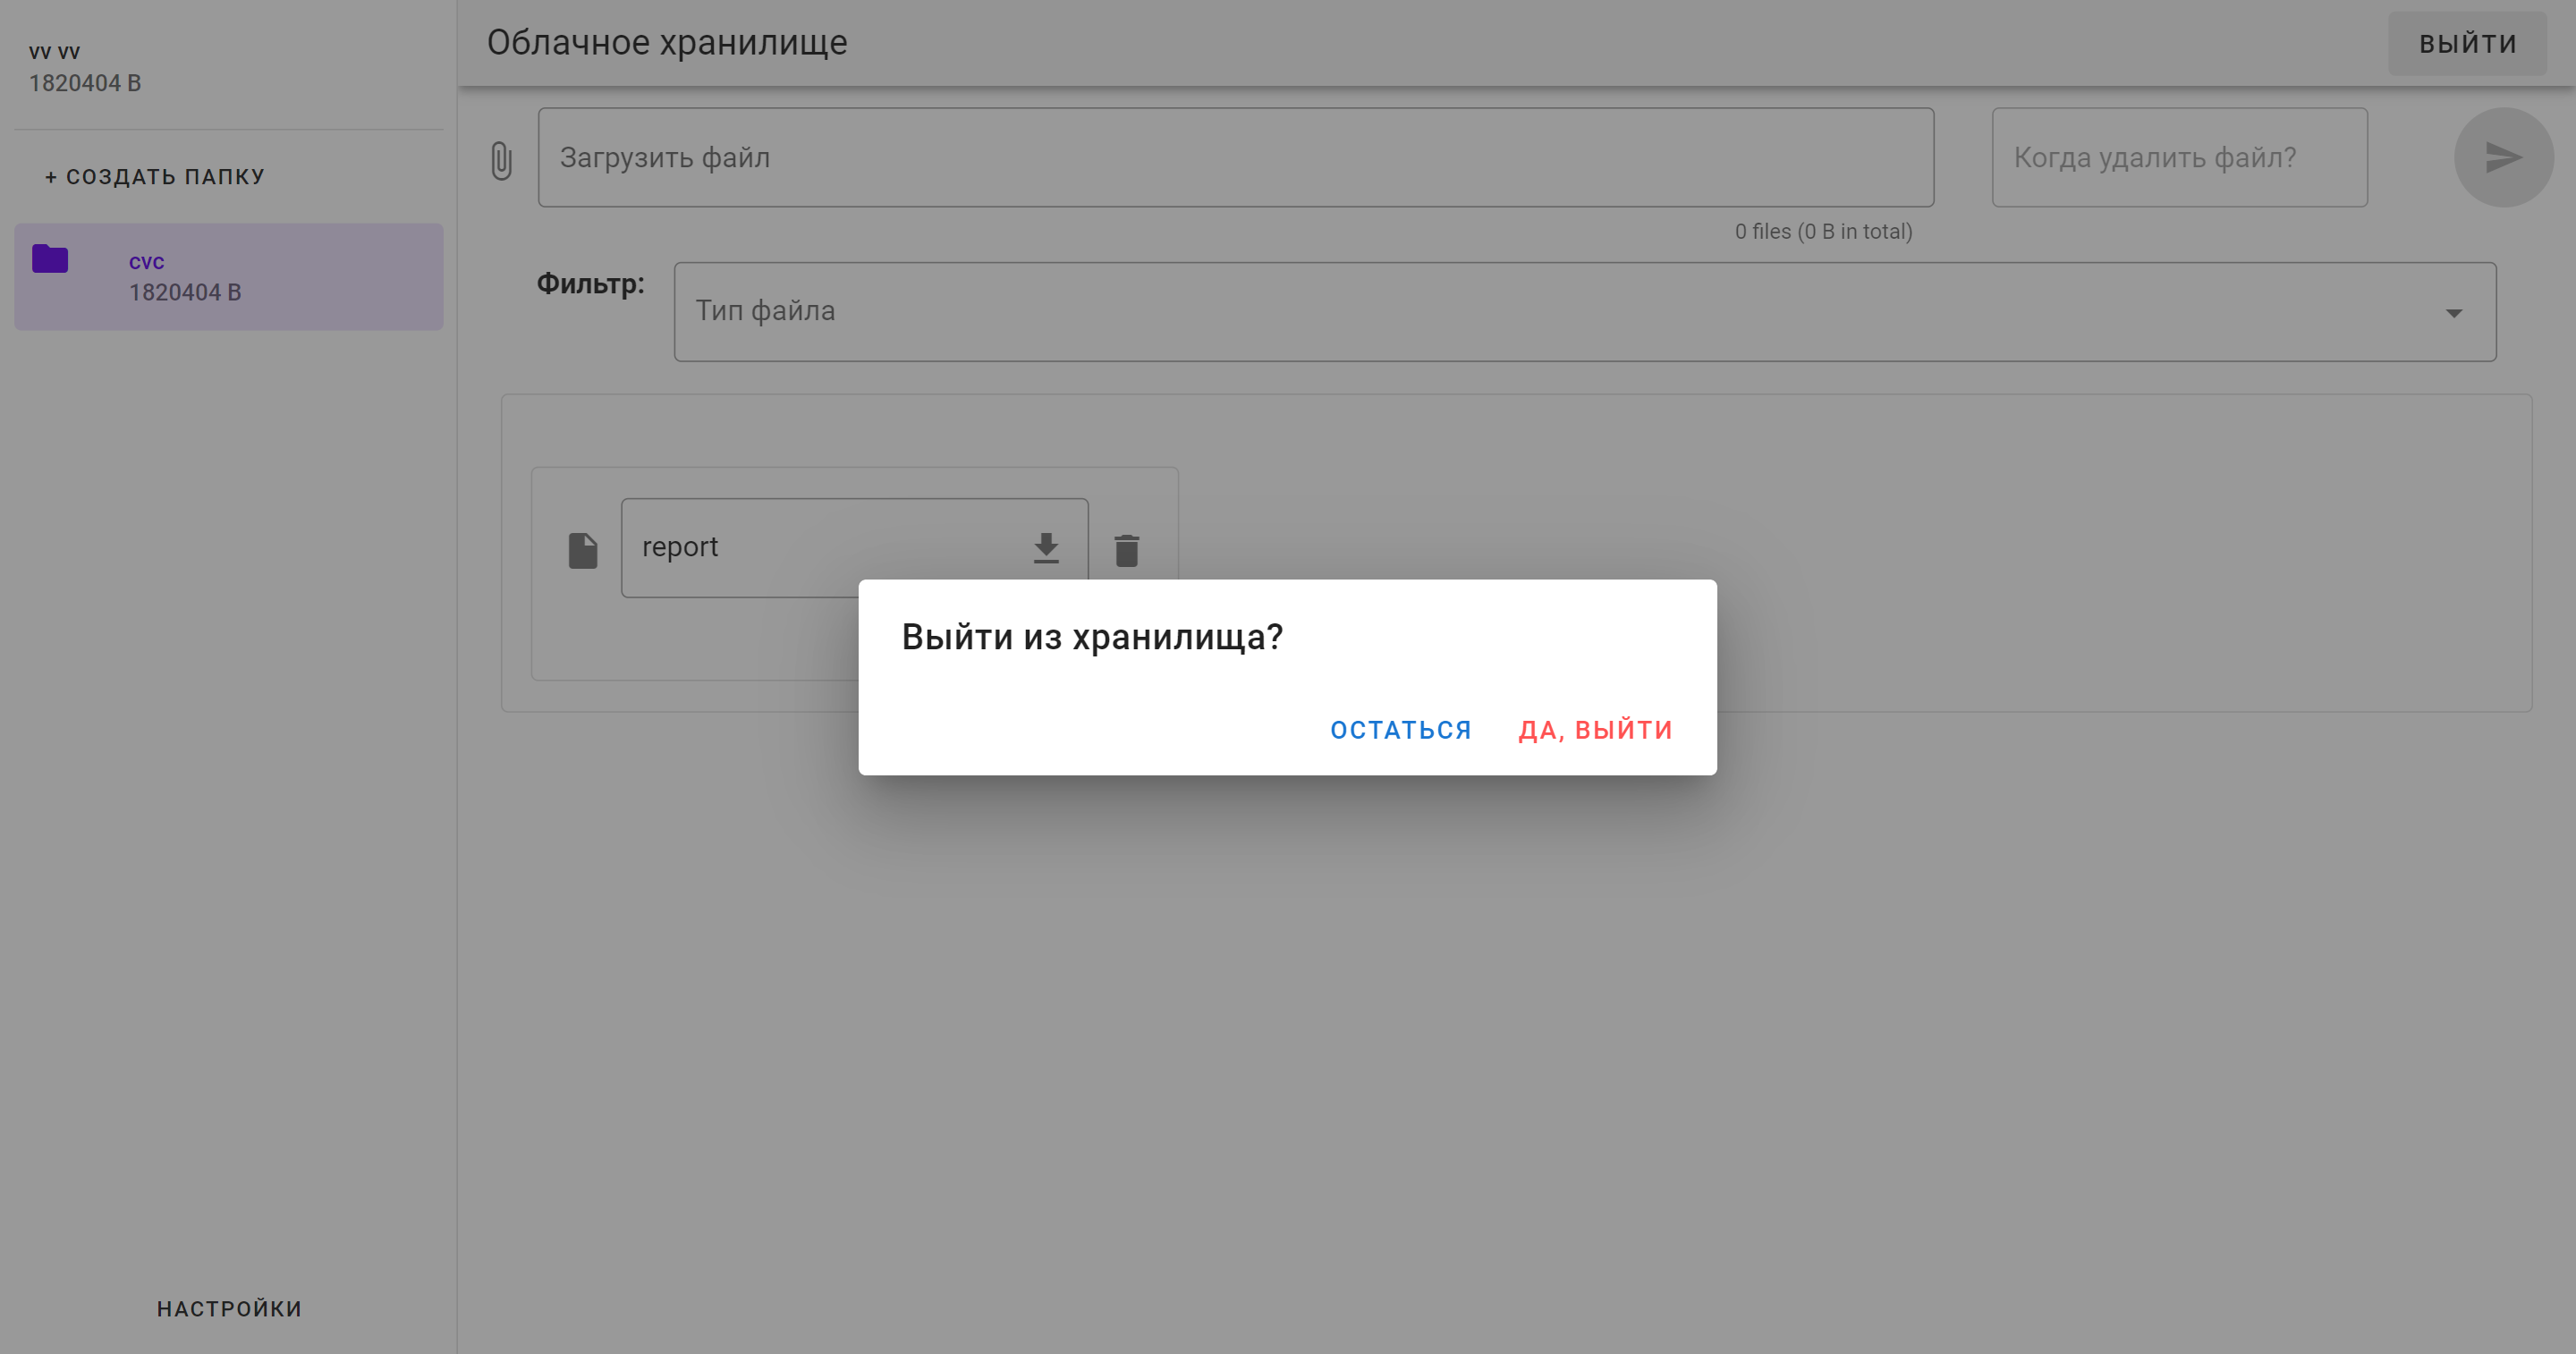 vv vv
1820404 B
+ СОЗДАТЬ ПАПКУ
cvc
1820404 B
НАСТРОЙКИ
Облачное хранилище
ВЫЙТИ
Загрузить файл
Когда удалить файл?
0 files (0 B in total)
Фильтр:
Тип файла
report
Выйти из хранилища?
ОСТАТЬСЯ
ДА, ВЫЙТИ